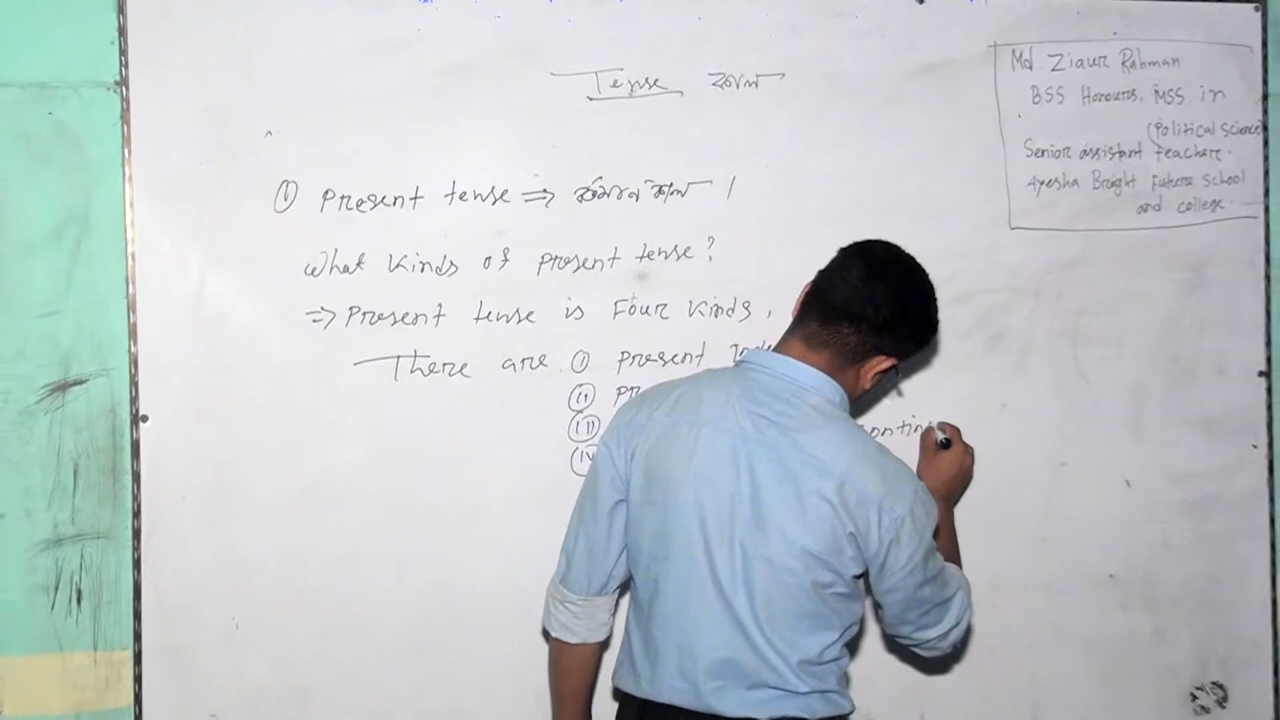 Tense কাল
① Present tense ⇒ বর্তমান কাল।
What kinds of present tense?
⇒ Present tense is Four kinds,
There are. ① present
(ii)
(iii)
(iv)
Md. Ziaur Rahman
BSS Honours, MSS in
(Political Science)
Senior assistant teacher.
Ayesha Bright Future School
and college.